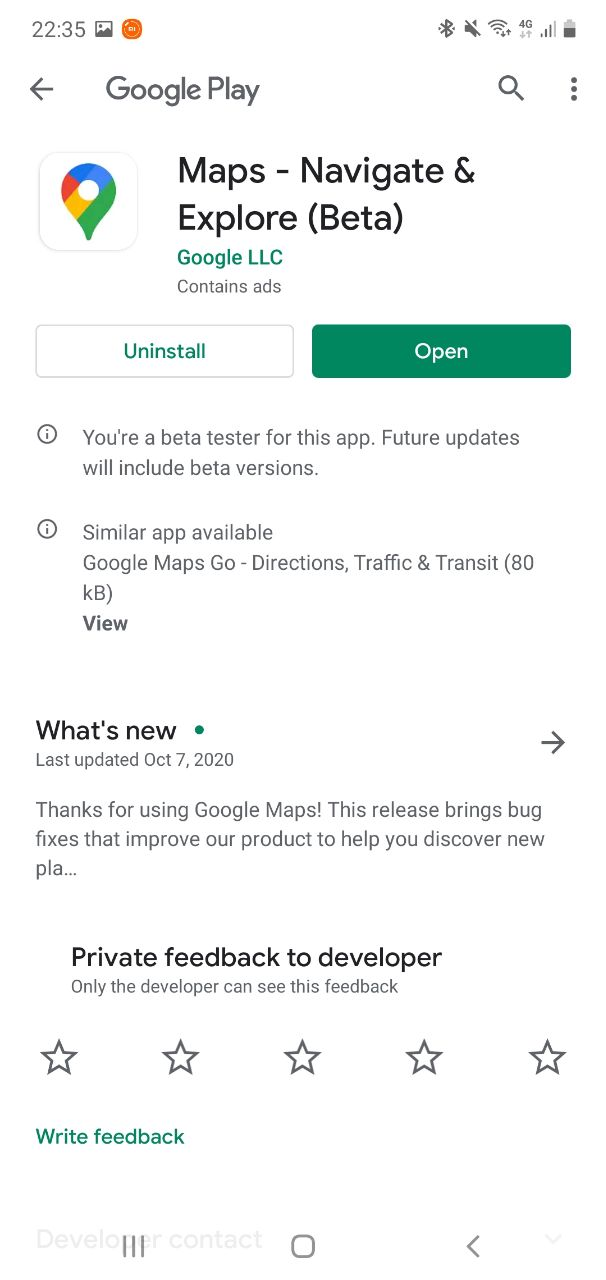 22:35
4G
Google Play
Maps - Navigate &
Explore (Beta)
Google LLC
Contains ads
Uninstall
Open
You're a beta tester for this app. Future updates
will include beta versions.
Similar app available
Google Maps Go - Directions, Traffic & Transit (80
kB)
View
What's new
Last updated Oct 7, 2020
Thanks for using Google Maps! This release brings bug
fixes that improve our product to help you discover new
pla...
Private feedback to developer
Only the developer can see this feedback
Write feedback
Developer contact